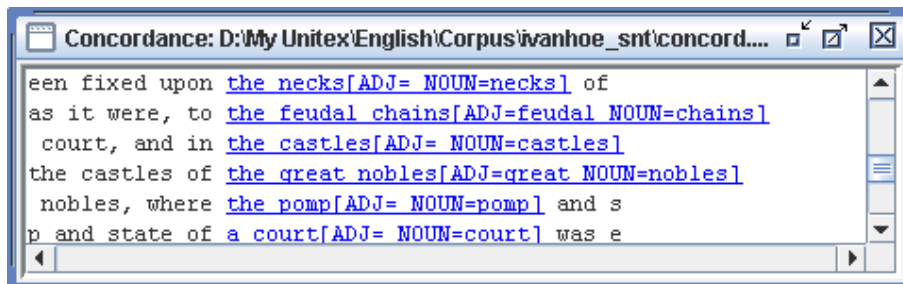 Concordance: D:\My Unitex\English\Corpus\ivanhoe_snt\concord....
een fixed upon the necks[ADJ= NOUN=necks] of
as it were, to the feudal chains[ADJ=feudal NOUN=chains]
court, and in the castles[ADJ= NOUN=castles]
the castles of the great nobles[ADJ=great NOUN=nobles]
nobles, where the pomp[ADJ= NOUN=pomp] and s
p and state of a court[ADJ= NOUN=court] was e